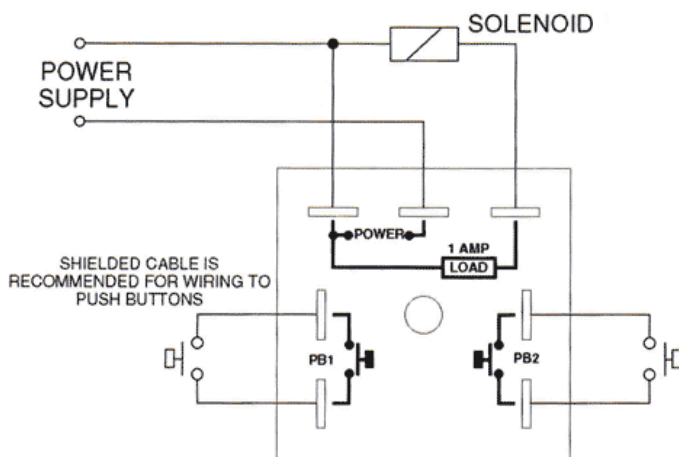 SOLENOID
POWER
SUPPLY
POWER
1 AMP
LOAD
SHIELDED CABLE IS
RECOMMENDED FOR WIRING TO
PUSH BUTTONS
PB1
PB2